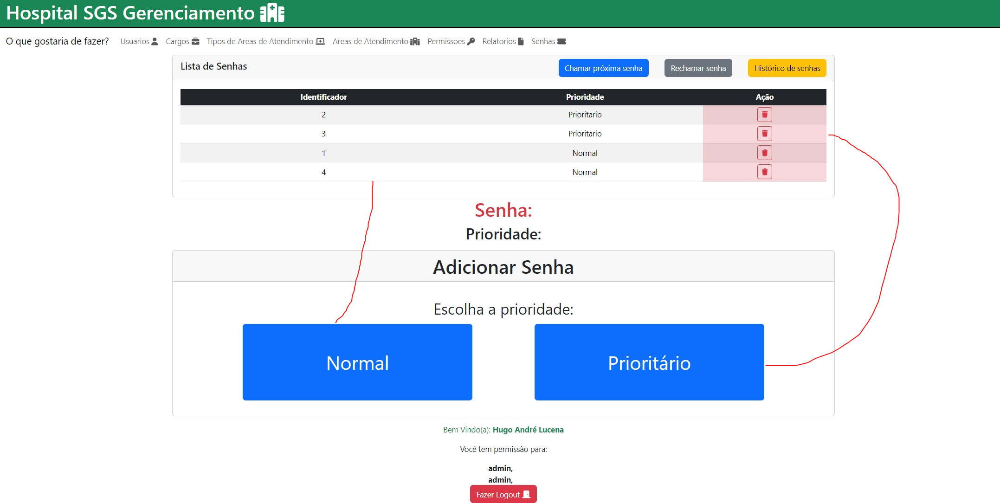 Hospital SGS Gerenciamento
O que gostaria de fazer? Usuarios Cargos Tipos de Areas de Atendimento Areas de Atendimento Permissoes Relatorios Senhas
Lista de Senhas Chamar próxima senha Rechamar senha Histórico de senhas
Identificador Prioridade Ação
2 Prioritario
3 Prioritario
1 Normal
4 Normal
Senha:
Prioridade:
Adicionar Senha
Escolha a prioridade:
Normal Prioritário
Bem Vindo(a): Hugo André Lucena
Você tem permissão para:
admin,
admin,
Fazer Logout